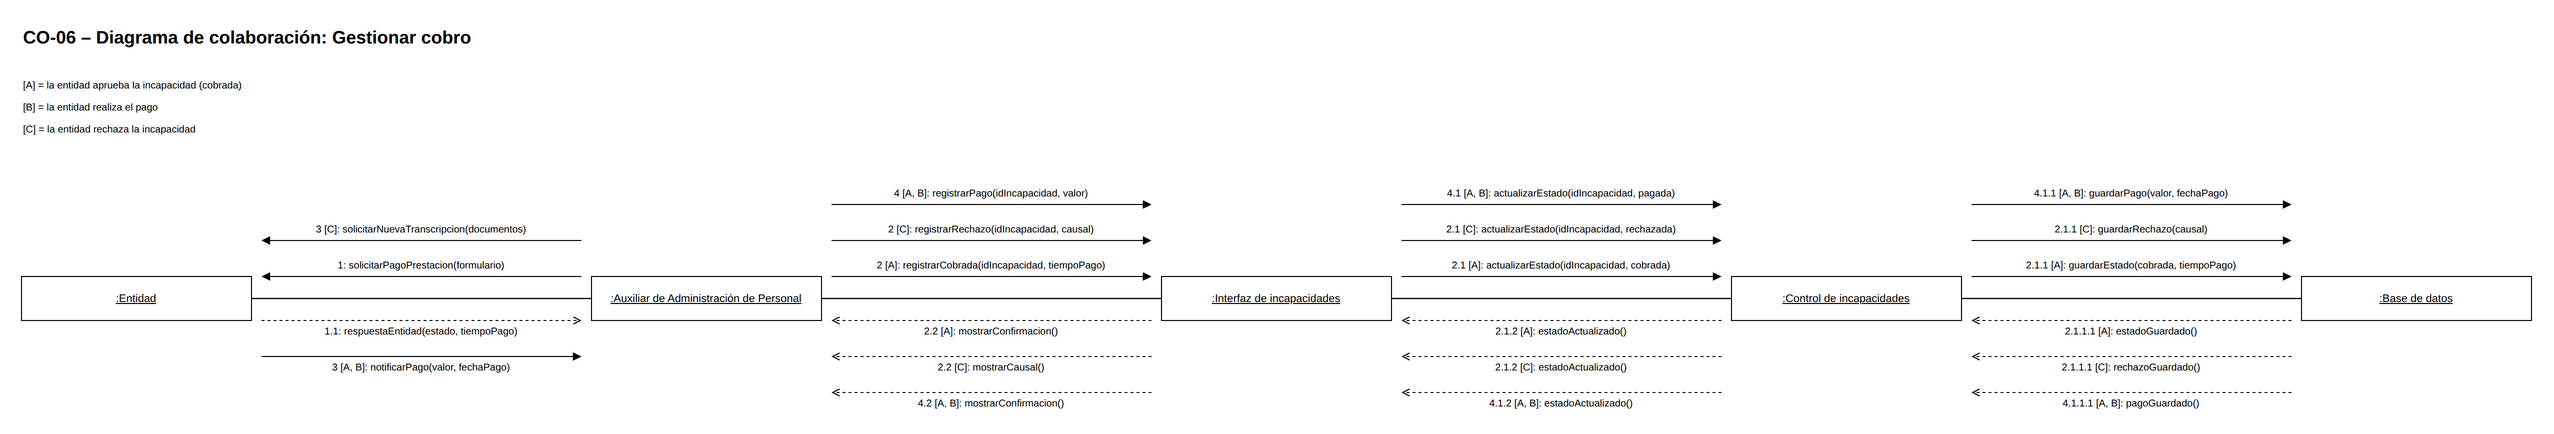 CO-06 – Diagrama de colaboración: Gestionar cobro
[A] = la entidad aprueba la incapacidad (cobrada)
[B] = la entidad realiza el pago
[C] = la entidad rechaza la incapacidad
4 [A, B]: registrarPago(idIncapacidad, valor)
4.1 [A, B]: actualizarEstado(idIncapacidad, pagada)
4.1.1 [A, B]: guardarPago(valor, fechaPago)
3 [C]: solicitarNuevaTranscripcion(documentos)
2 [C]: registrarRechazo(idIncapacidad, causal)
2.1 [C]: actualizarEstado(idIncapacidad, rechazada)
2.1.1 [C]: guardarRechazo(causal)
1: solicitarPagoPrestacion(formulario)
2 [A]: registrarCobrada(idIncapacidad, tiempoPago)
2.1 [A]: actualizarEstado(idIncapacidad, cobrada)
2.1.1 [A]: guardarEstado(cobrada, tiempoPago)
:Entidad
:Auxiliar de Administración de Personal
:Interfaz de incapacidades
:Control de incapacidades
:Base de datos
1.1: respuestaEntidad(estado, tiempoPago)
2.2 [A]: mostrarConfirmacion()
2.1.2 [A]: estadoActualizado()
2.1.1.1 [A]: estadoGuardado()
3 [A, B]: notificarPago(valor, fechaPago)
2.2 [C]: mostrarCausal()
2.1.2 [C]: estadoActualizado()
2.1.1.1 [C]: rechazoGuardado()
4.2 [A, B]: mostrarConfirmacion()
4.1.2 [A, B]: estadoActualizado()
4.1.1.1 [A, B]: pagoGuardado()